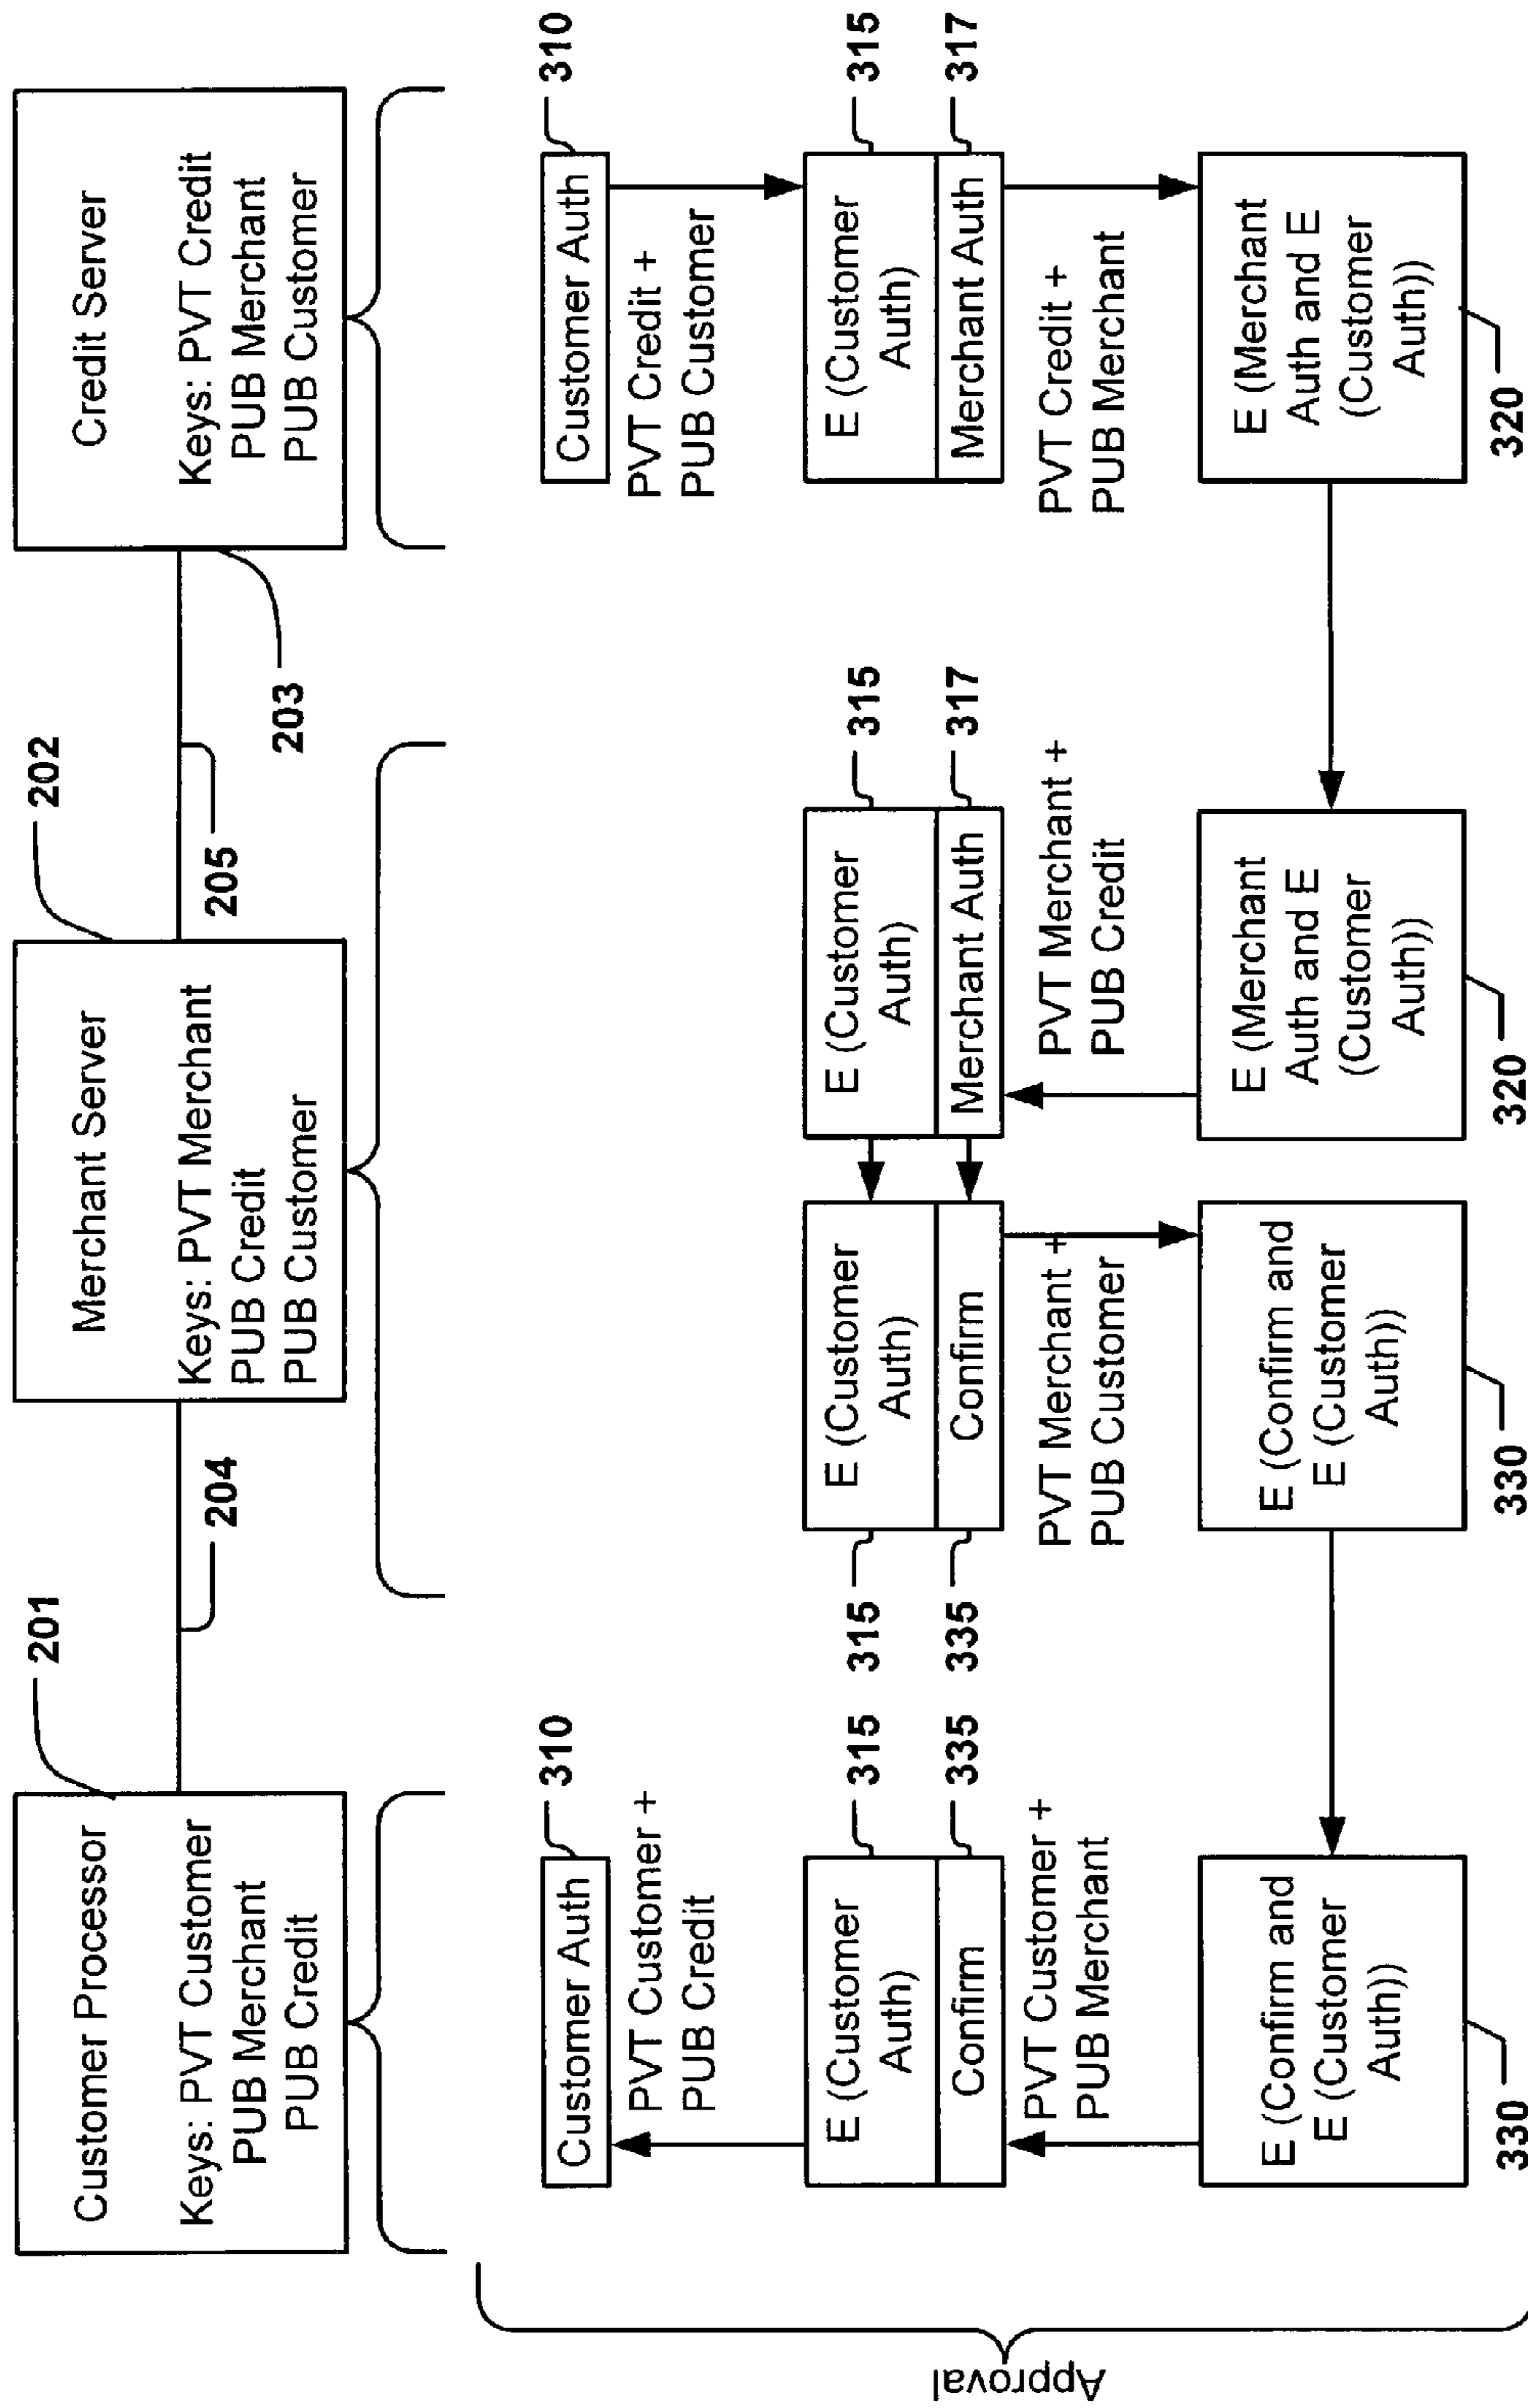 201
202
Customer Processor
Keys: PVT Customer
PUB Merchant
PUB Credit
Merchant Server
Keys: PVT Merchant
PUB Credit
PUB Customer
Credit Server
Keys: PVT Credit
PUB Merchant
PUB Customer
204
205
203
Approval
310
Customer Auth
PVT Customer +
PUB Credit
315
E (Customer
Auth)
335
Confirm
PVT Customer +
PUB Merchant
E (Confirm and
E (Customer
Auth))
330
315
E (Customer
Auth)
335
Confirm
PVT Merchant +
PUB Customer
E (Confirm and
E (Customer
Auth))
330
315
E (Customer
Auth)
317
Merchant Auth
PVT Merchant +
PUB Credit
E (Merchant
Auth and E
(Customer
Auth))
320
310
Customer Auth
PVT Credit +
PUB Customer
315
E (Customer
Auth)
317
Merchant Auth
PVT Credit +
PUB Merchant
E (Merchant
Auth and E
(Customer
Auth))
320